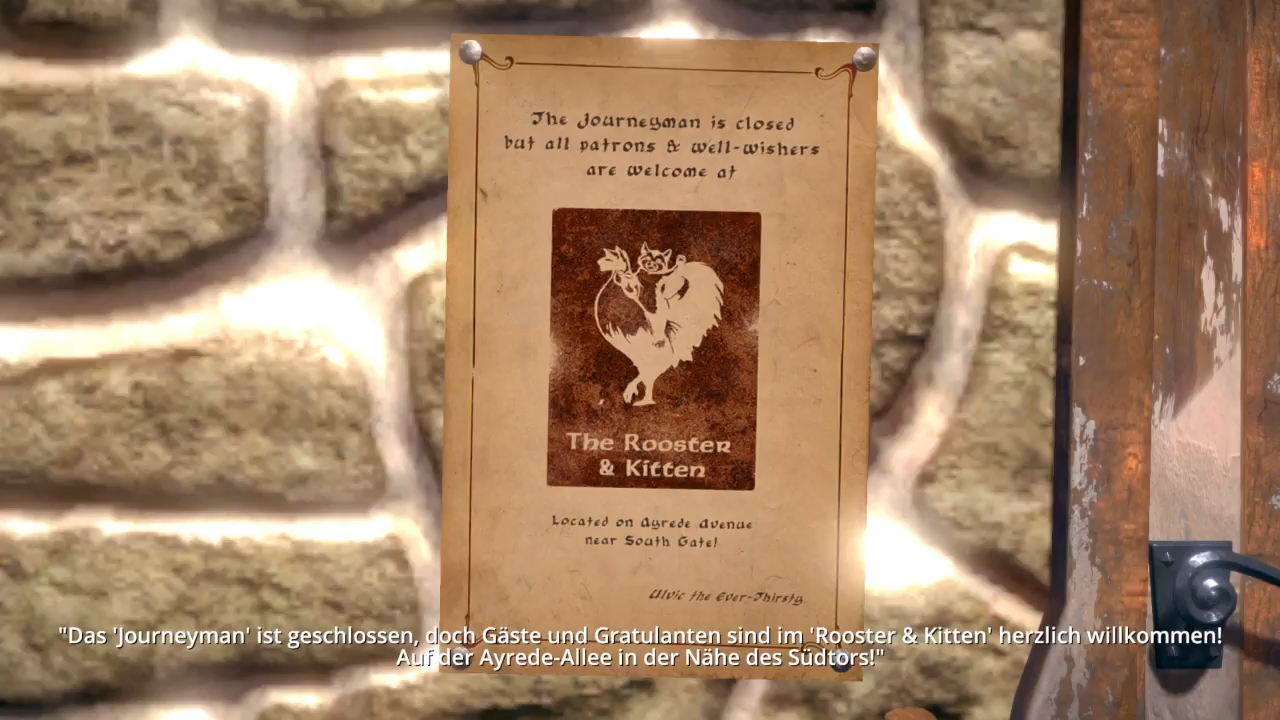 The Journeyman is closed
but all patrons & well-wishers
are welcome at
The Rooster
& Kitten
Located on Ayrede Avenue
near South Gate!
Ulvic the Ever-Thirsty
"Das 'Journeyman' ist geschlossen, doch Gäste und Gratulanten sind im 'Rooster & Kitten' herzlich willkommen!
Auf der Ayrede-Allee in der Nähe des Südtors!"